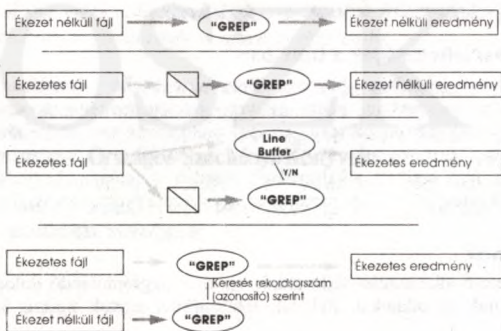 Ékezet nélküli fájl "GREP" Ékezet nélküli eredmény
Ékezetes fájl "GREP" Ékezet nélküli eredmény
Line
Buffer
Ékezetes fájl Ékezetes eredmény
Y/N
"GREP"
Ékezetes fájl "GREP" Ékezetes eredmény
Keresés rekordsorszám
(azonosító) szerint
Ékezet nélküli fájl "GREP"